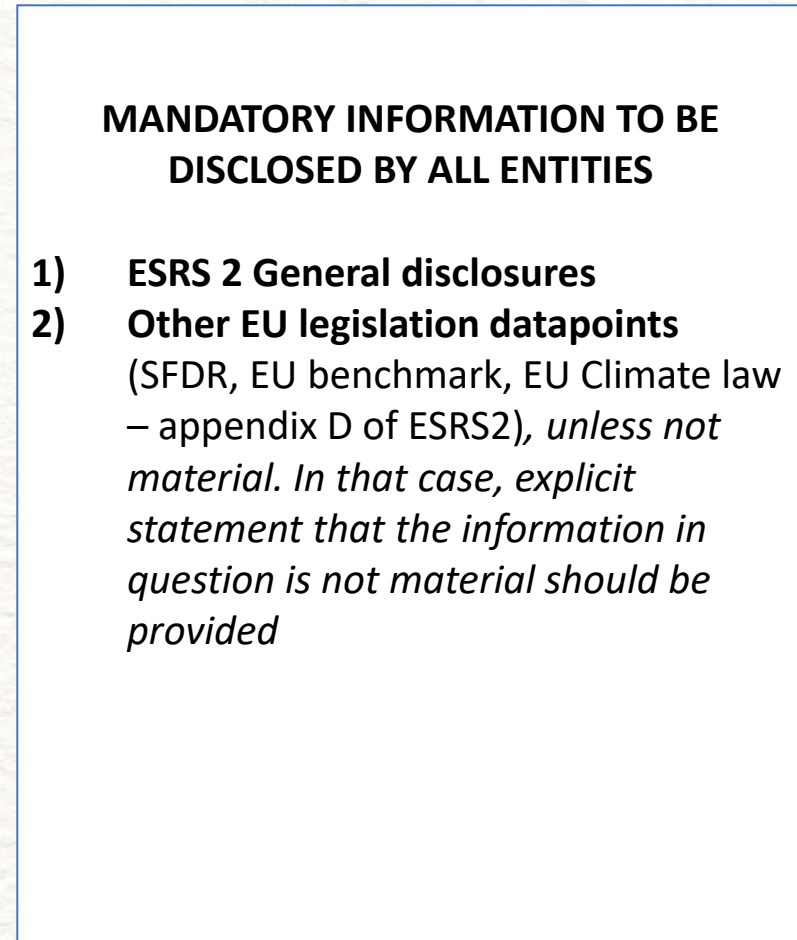 MANDATORY INFORMATION TO BE
DISCLOSED BY ALL ENTITIES
1) ESRS 2 General disclosures
2) Other EU legislation datapoints
(SFDR, EU benchmark, EU Climate law
– appendix D of ESRS2), unless not
material. In that case, explicit
statement that the information in
question is not material should be
provided